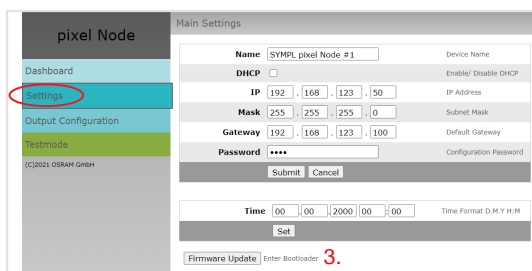 pixel Node
Dashboard
Settings
Output Configuration
Testmode
(C)2021 OSRAM GmbH
Main Settings
Name SYMPL pixel Node #1 Device Name
DHCP Enable/ Disable DHCP
IP 192 . 168 . 123 . 50 IP Address
Mask 255 . 255 . 255 . 0 Subnet Mask
Gateway 192 . 168 . 123 . 100 Default Gateway
Password •••• Configuration Password
Submit Cancel
Time 00 . 00 . 2000 00 : 00 Time Format D.M.Y H:M
Set
Firmware Update Enter Bootloader 3.